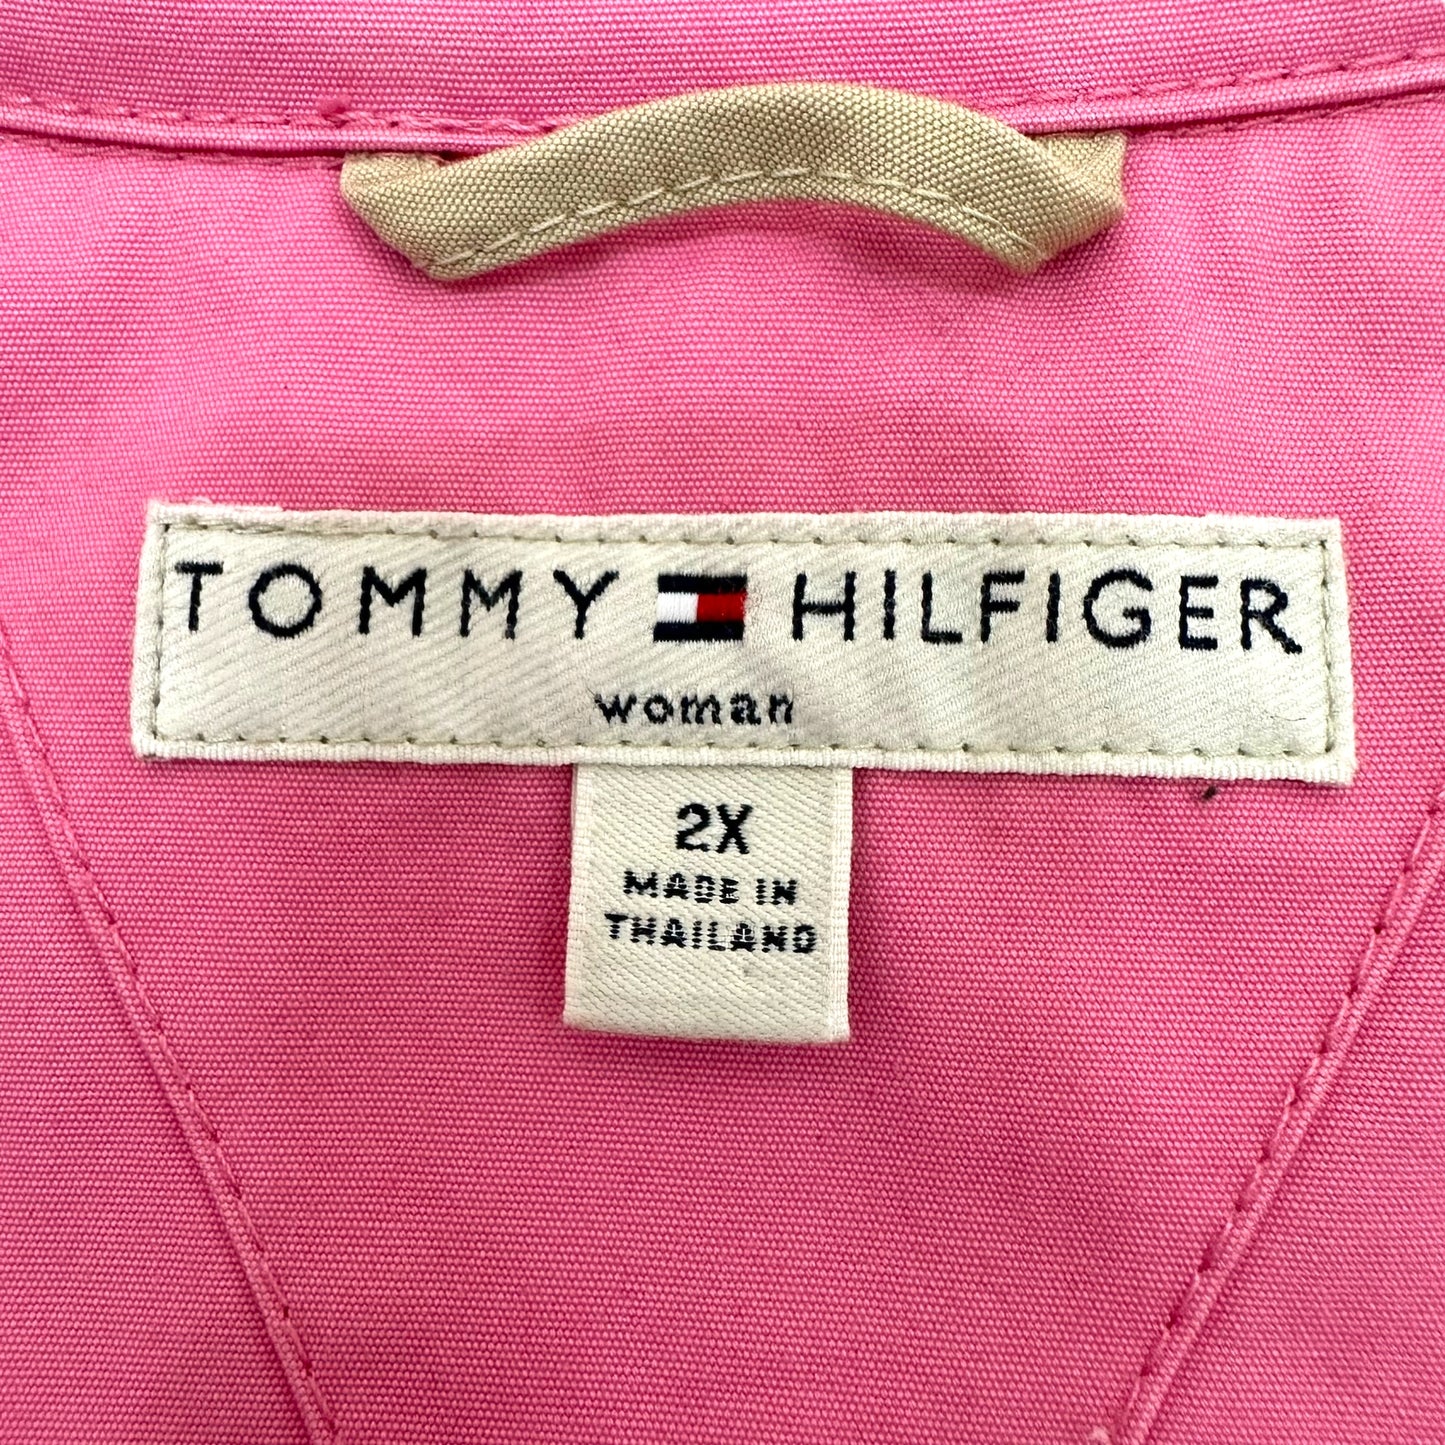 TOMMY HILFIGER
woman
2X
MADE IN
THAILAND